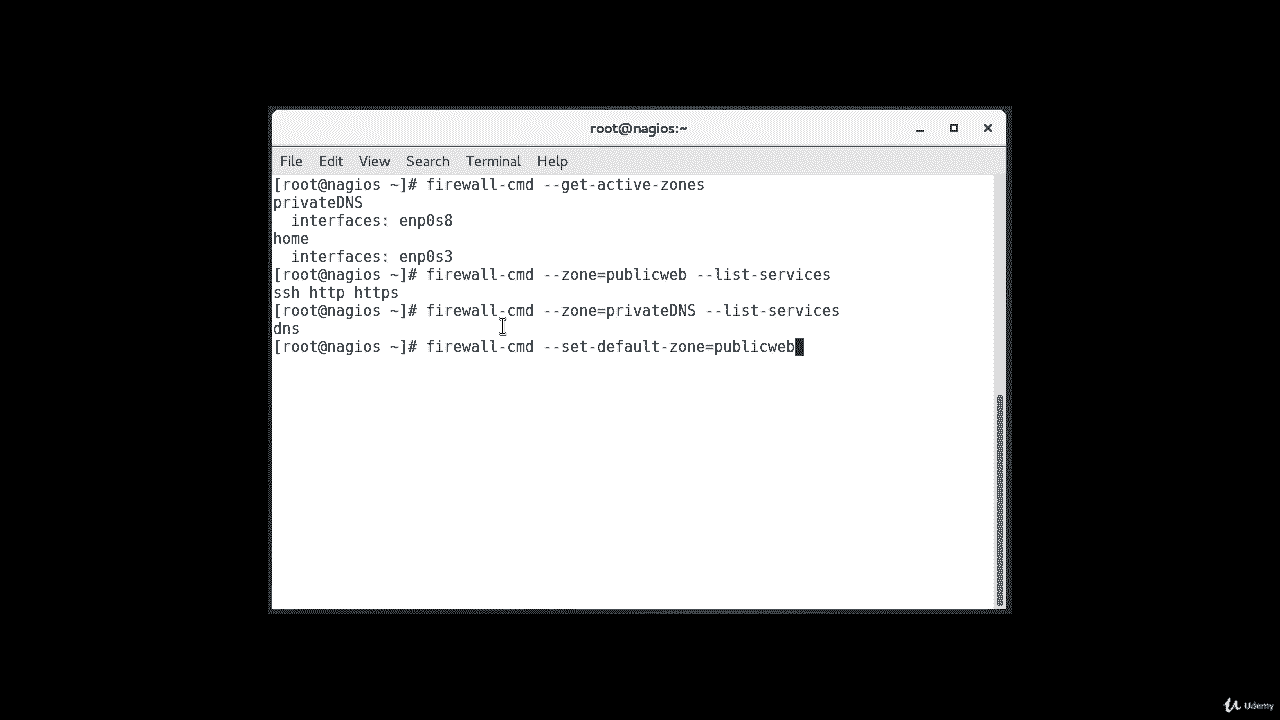 root@nagios:~
File Edit View Search Terminal Help
[root@nagios ~]# firewall-cmd --get-active-zones
privateDNS
  interfaces: enp0s8
home
  interfaces: enp0s3
[root@nagios ~]# firewall-cmd --zone=publicweb --list-services
ssh http https
[root@nagios ~]# firewall-cmd --zone=privateDNS --list-services
dns
[root@nagios ~]# firewall-cmd --set-default-zone=publicweb
Udemy